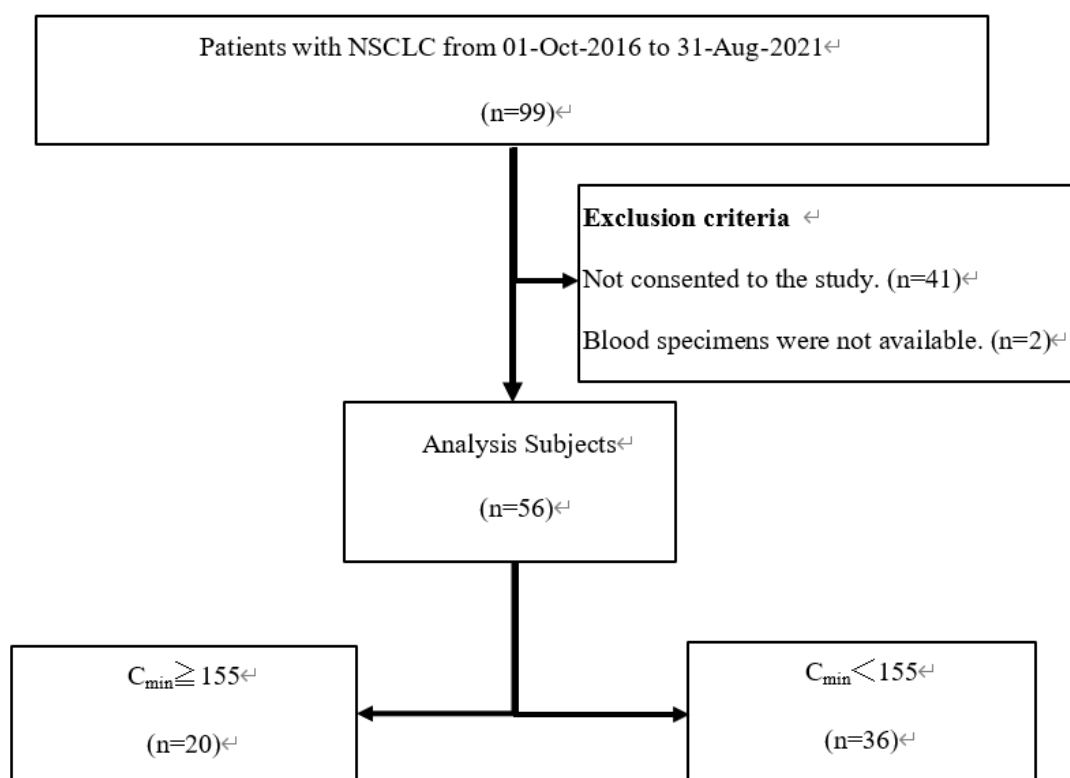 Patients with NSCLC from 01-Oct-2016 to 31-Aug-2021↵
(n=99)↵
Exclusion criteria ↵
Not consented to the study. (n=41)↵
Blood specimens were not available. (n=2)↵
Analysis Subjects↵
(n=56)↵
Cmin≧155↵
(n=20)↵
Cmin<155↵
(n=36)↵